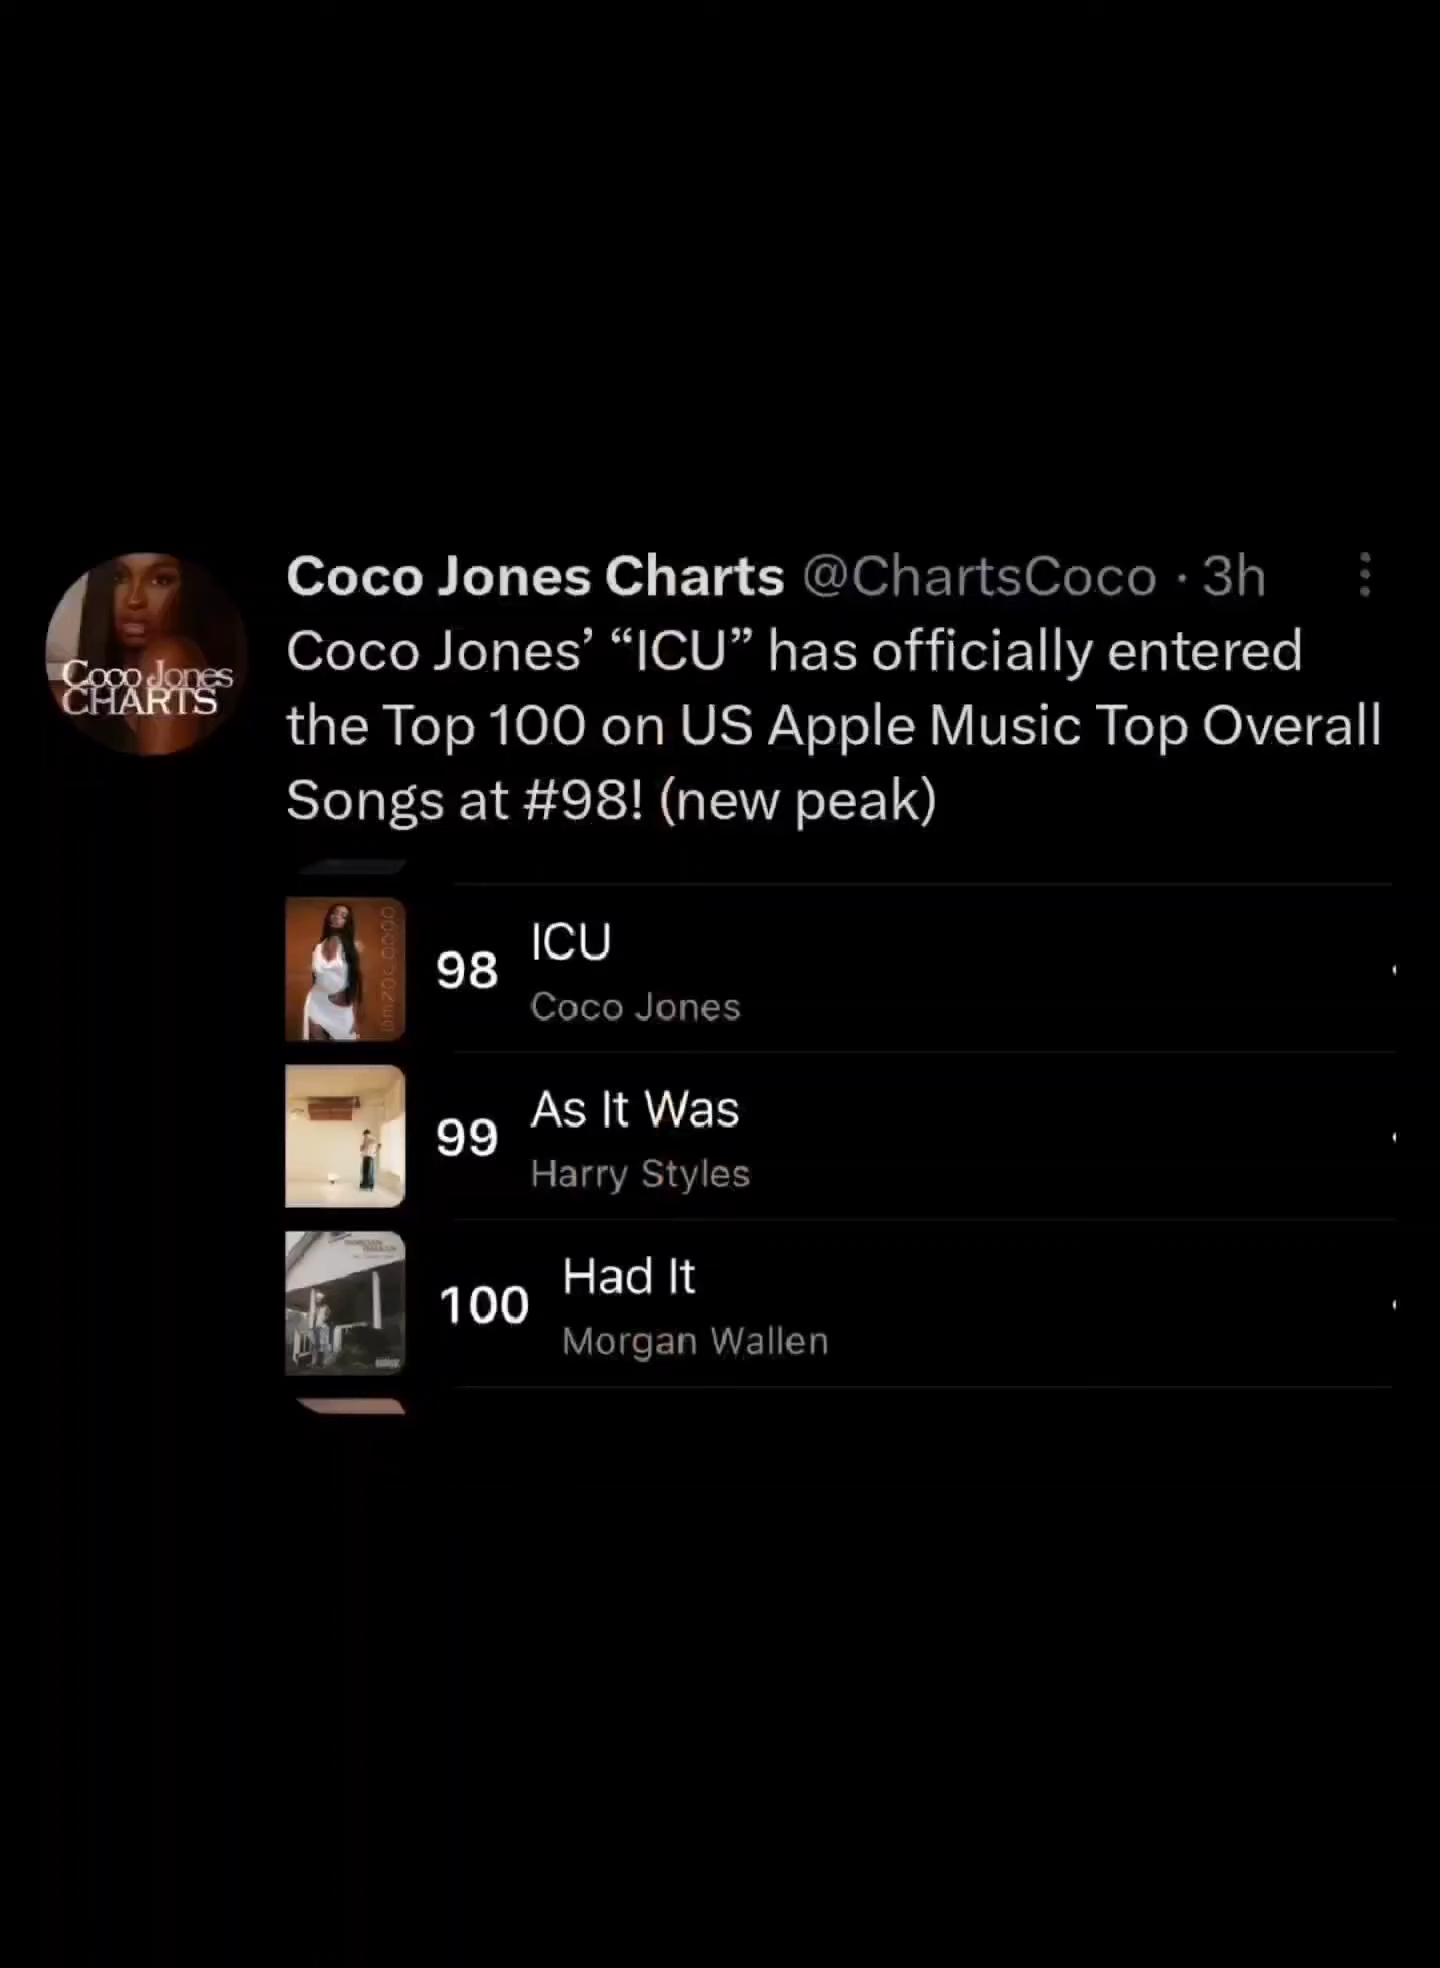 Coco Jones Charts @ChartsCoco · 3h
Coco Jones
CHARTS
Coco Jones’ “ICU” has officially entered
the Top 100 on US Apple Music Top Overall
Songs at #98! (new peak)
98 ICU
Coco Jones
99 As It Was
Harry Styles
100 Had It
Morgan Wallen